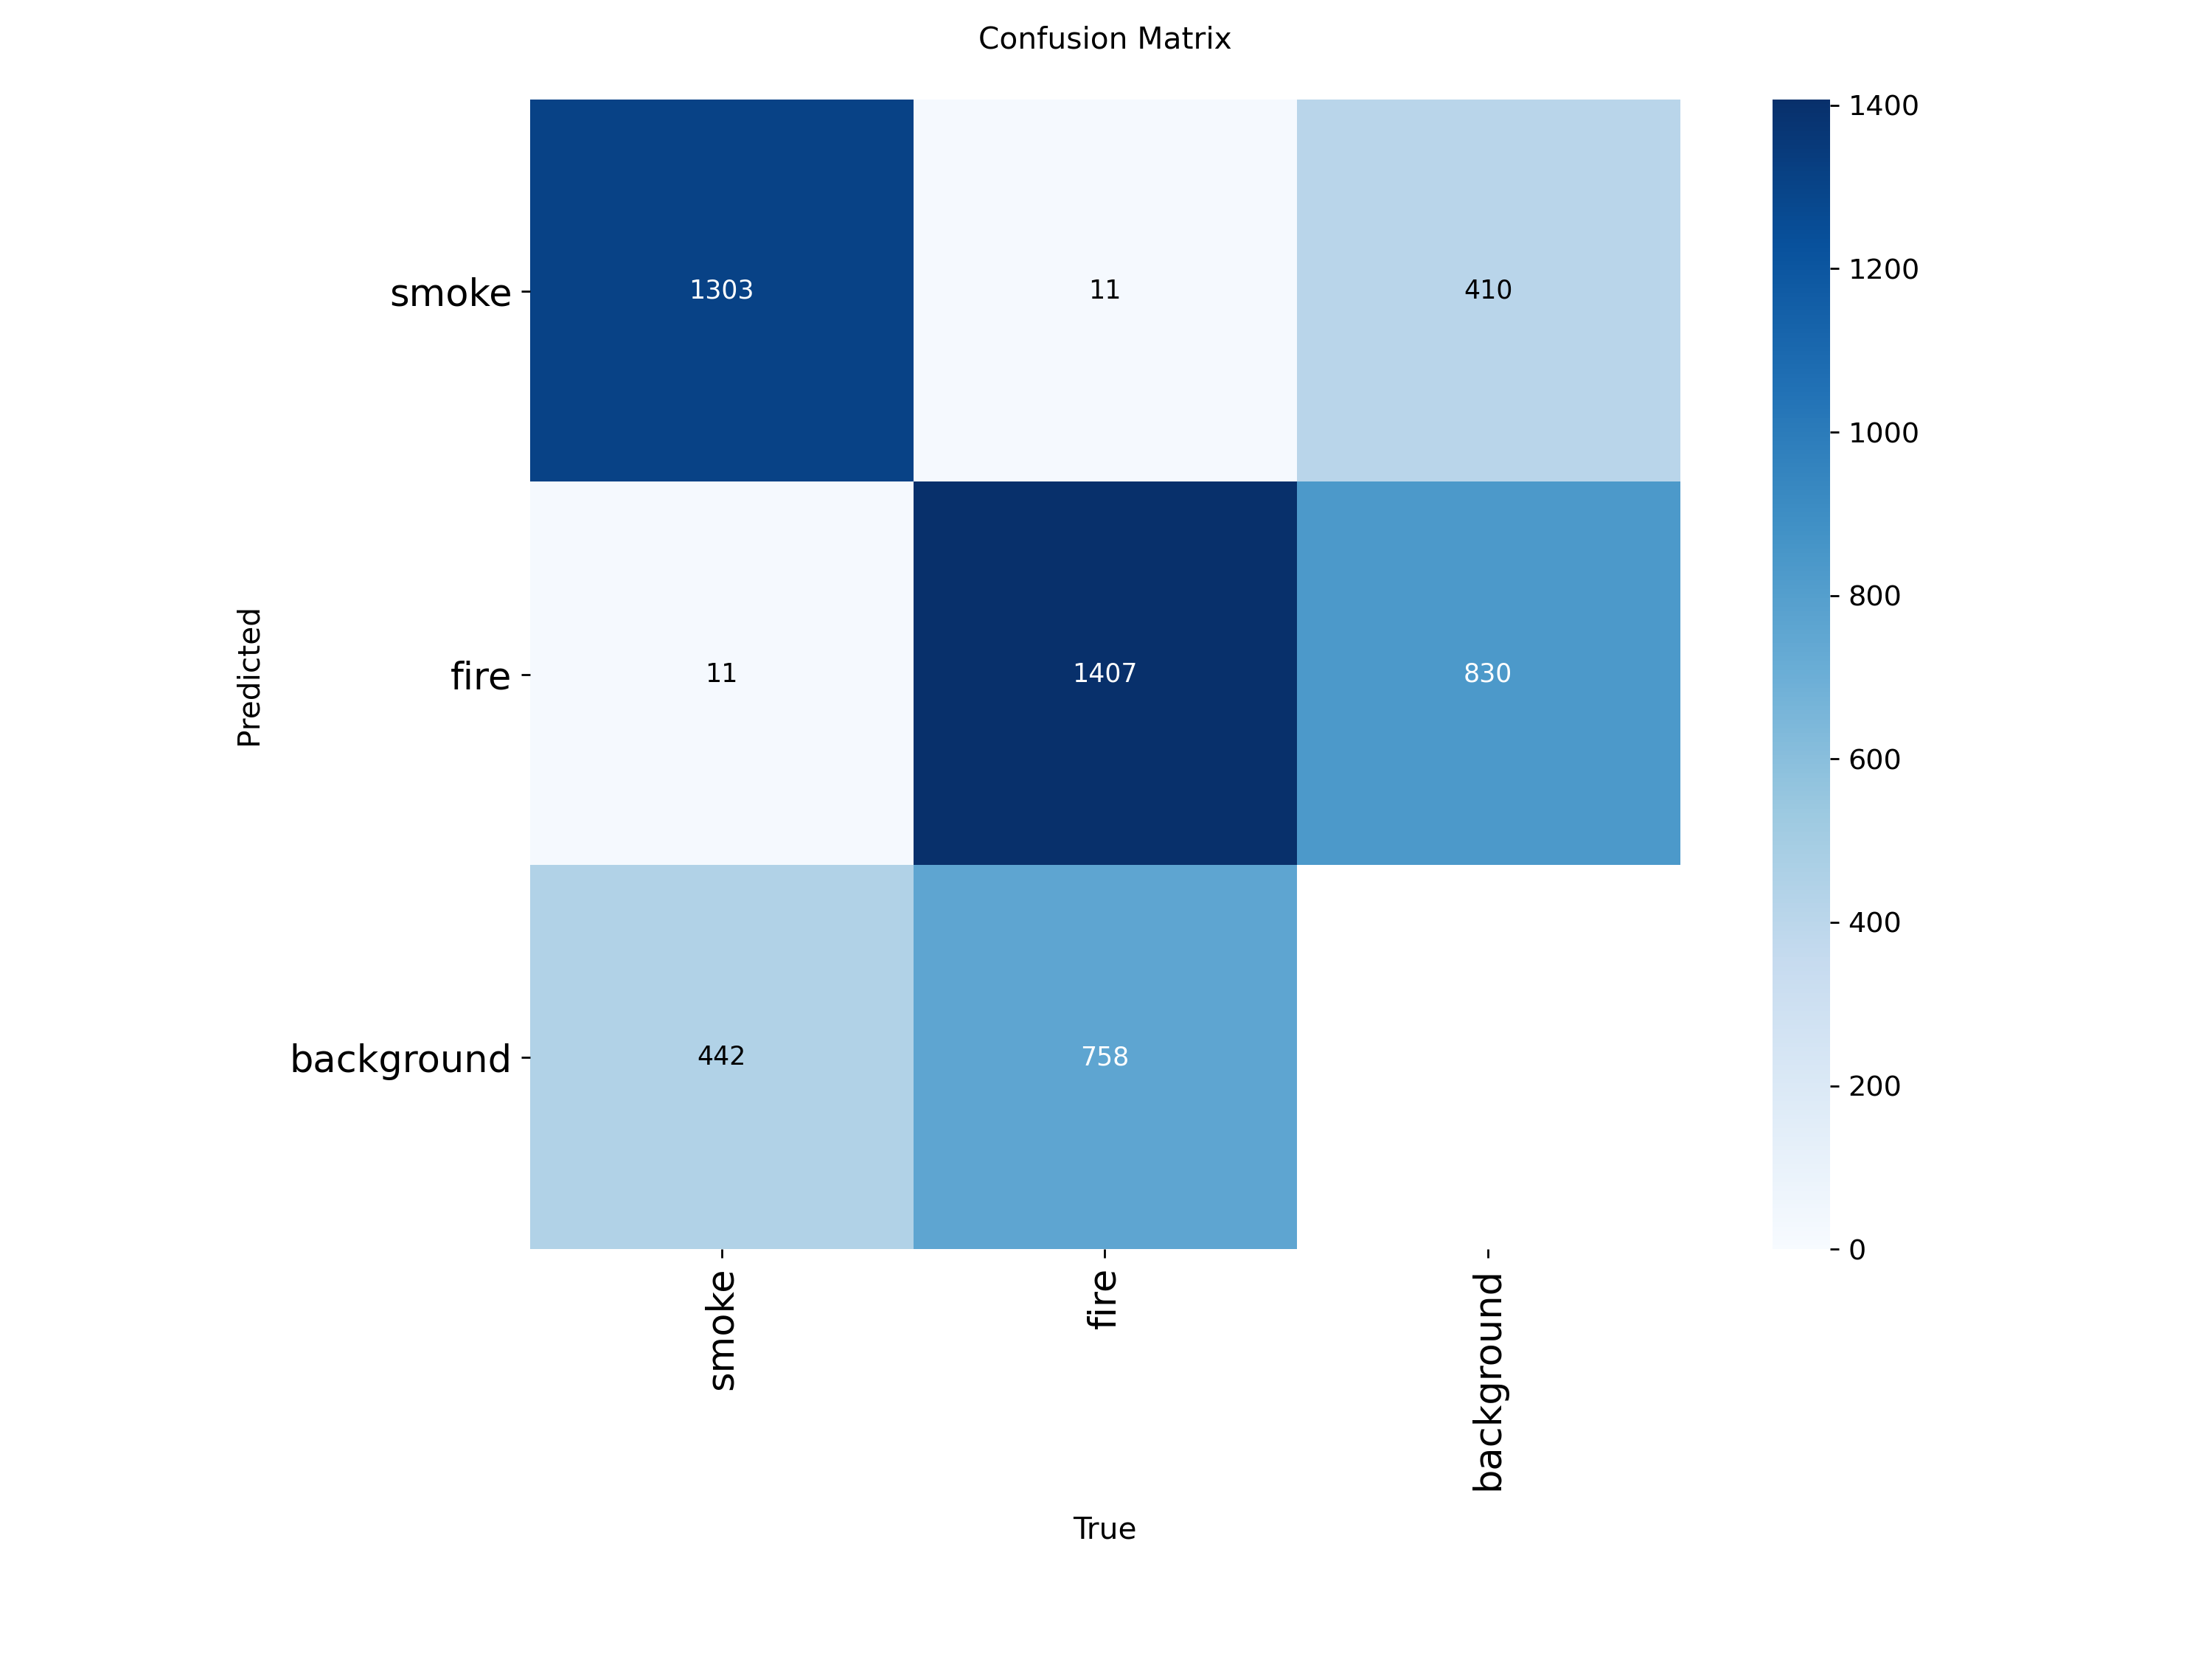 Confusion Matrix
smoke
1303
11
410
fire
11
1407
830
background
442
758
Predicted
smoke
fire
background
True
1400
1200
1000
800
600
400
200
0